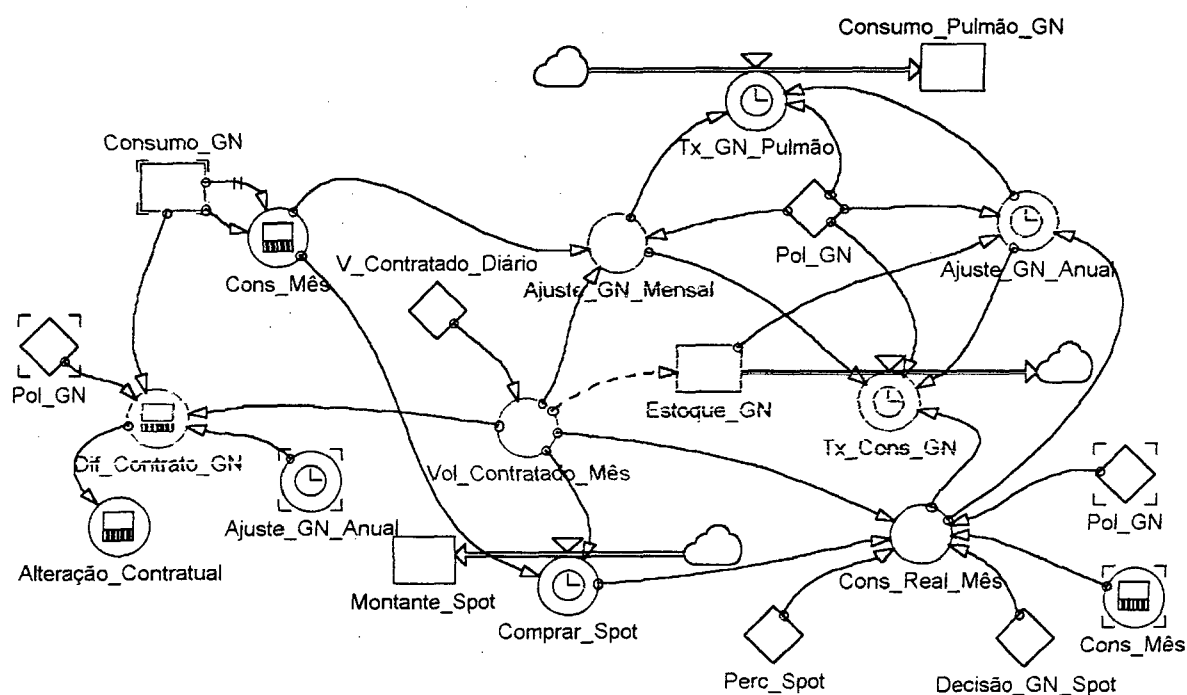 Consumo_Pulmão_GN
Consumo_GN
Tx_GN_Pulmão
V_Contratado_Diário
Pol_GN
Cons_Mês
Ajuste_GN_Mensal
Ajuste_GN_Anual
Pol_GN
Estoque_GN
Tx_Cons_GN
Dif_Contrato_GN
Vol_Contratado_Mês
Ajuste_GN_Anual
Pol_GN
Alteração_Contratual
Montante_Spot
Cons_Real_Mês
Comprar_Spot
Cons_Mês
Perc_Spot
Decisão_GN_Spot